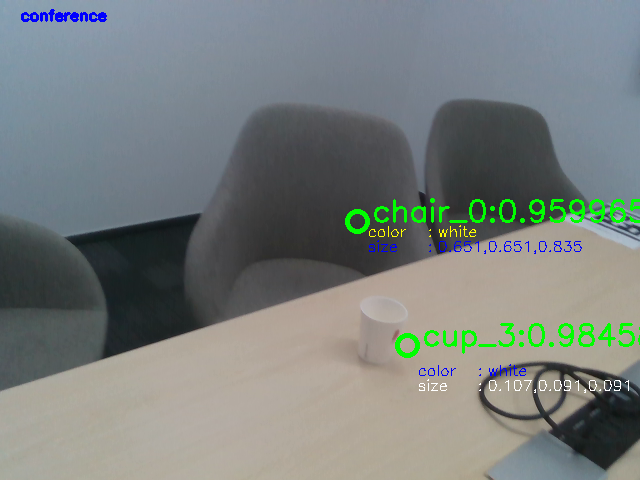 conference
chair_0:0.959965
color : white
size : 0.651,0.651,0.835
cup_3:0.9845
color : white
size : 0.107,0.091,0.091